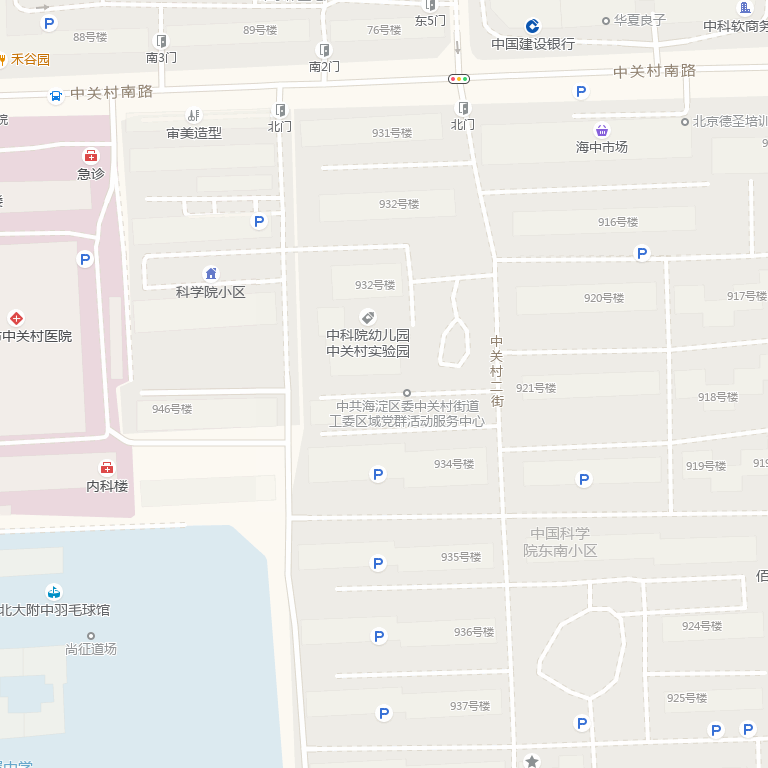 P
88号楼
89号楼
76号楼
东5门
华夏良子
中科软商务
中国建设银行
南3门
南2门
禾谷园
中关村南路
中关村南路
P
院
审美造型
北门
931号楼
北门
海中市场
北京德圣培训
急诊
楼
932号楼
916号楼
P
P
P
科学院小区
932号楼
920号楼
917号楼
中关村医院
中科院幼儿园
中关村实验园
中关村二街
921号楼
918号楼
946号楼
中共海淀区委中关村街道
工委区域党群活动服务中心
934号楼
919号楼
919
内科楼
P
P
中国科学
院东南小区
935号楼
P
佰
北大附中羽毛球馆
尚征道场
936号楼
P
924号楼
925号楼
937号楼
P
P
P
P
中学